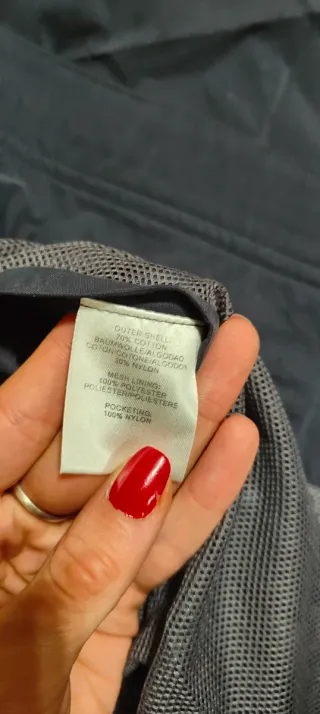 OUTER SHELL:
70% COTTON
BAUMWOLLE/ALGODAO
COTON/COTONE/ALGODON
30% NYLON
MESH LINING:
100% POLYESTER
POLIESTER/POLIESTERS
POCKETING:
100% NYLON